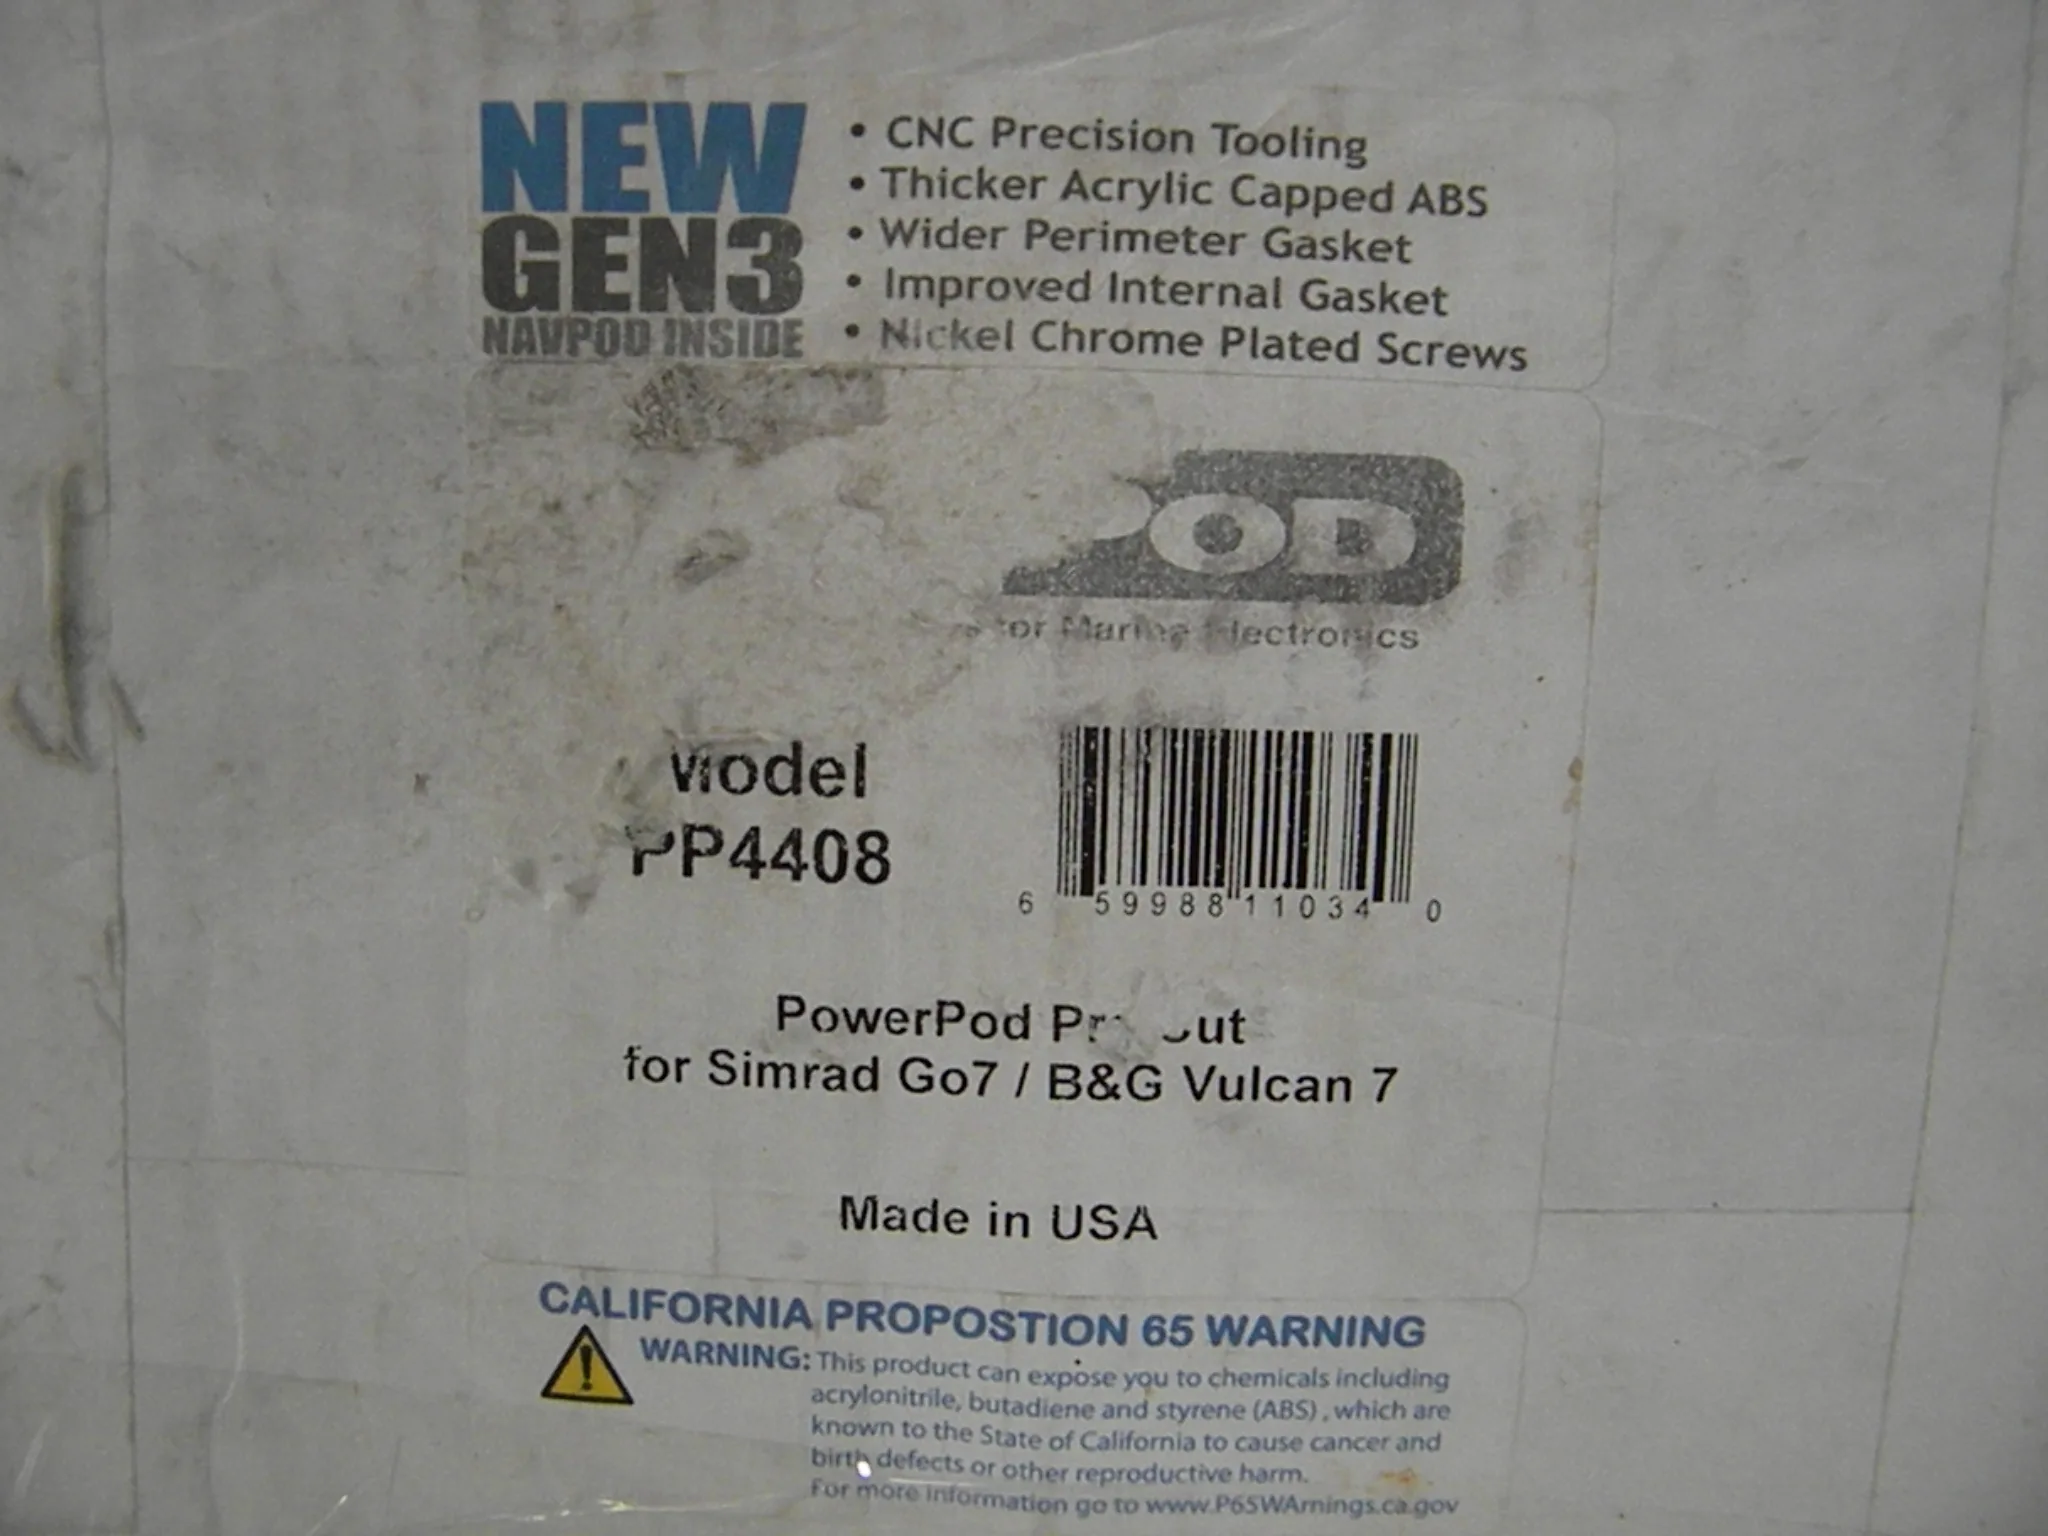 NEW
GEN3
NAVPOD INSIDE
• CNC Precision Tooling
• Thicker Acrylic Capped ABS
• Wider Perimeter Gasket
• Improved Internal Gasket
• Nickel Chrome Plated Screws
POD
for Marine Electronics
Model
PP4408
6 59988 11034 0
PowerPod
for Simrad Go7 / B&G Vulcan 7
Made in USA
CALIFORNIA PROPOSTION 65 WARNING
WARNING: This product can expose you to chemicals including
acrylonitrile, butadiene and styrene (ABS), which are
known to the State of California to cause cancer and
birth defects or other reproductive harm.
For more information go to www.P65WArnings.ca.gov